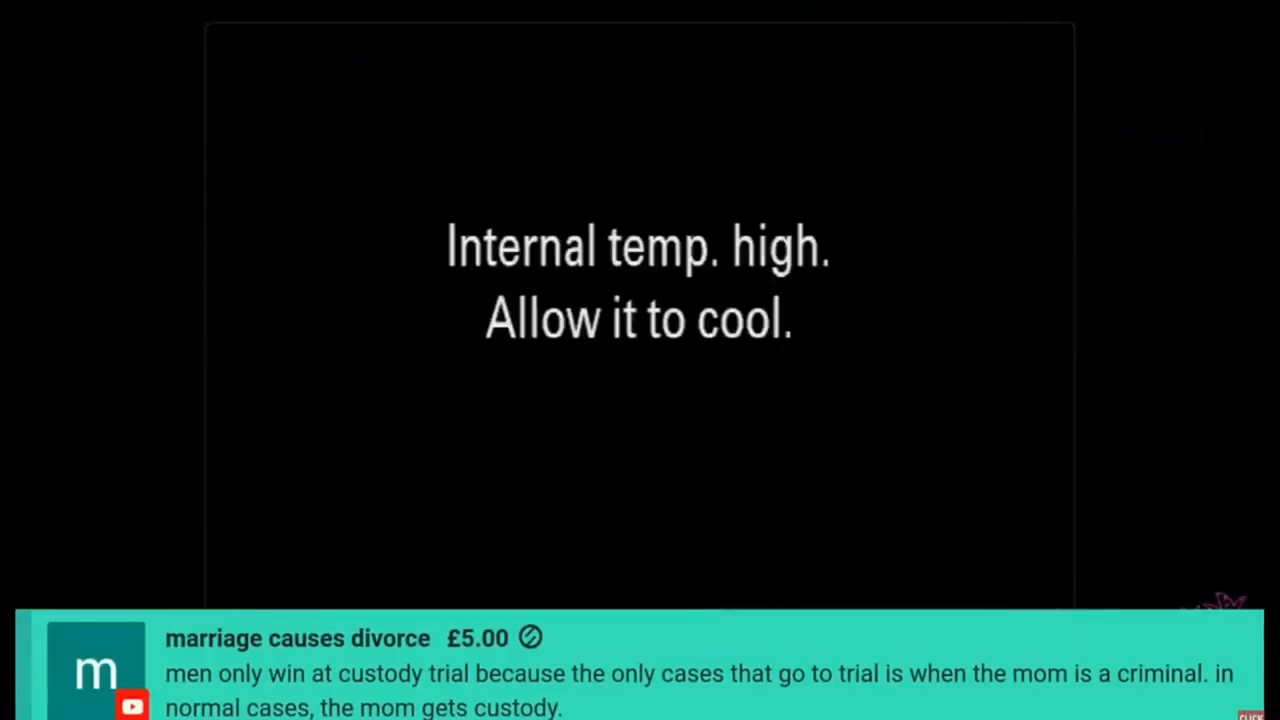 Internal temp. high.
Allow it to cool.
marriage causes divorce £5.00
m
men only win at custody trial because the only cases that go to trial is when the mom is a criminal. in
normal cases, the mom gets custody.
CLICK